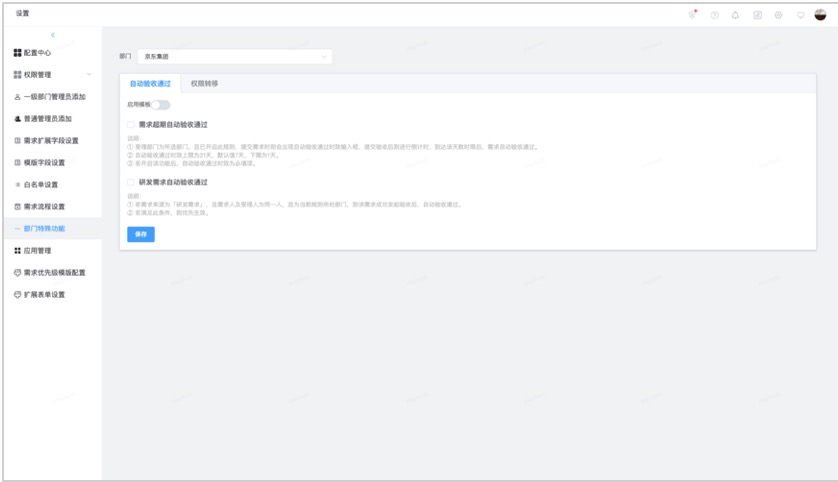 设置
<
配置中心
权限管理
一级部门管理员添加
普通管理员添加
需求扩展字段设置
模版字段设置
白名单设置
需求流程设置
部门特殊功能
应用管理
需求优先级模版配置
扩展表单设置
部门 京东集团
自动验收通过 权限转移
启用模板
需求超期自动验收通过
说明:
① 受理部门为所选部门，且已开启此规则，提交需求时则会出现自动验收通过时效输入框，提交验收后则进行倒计时，到达该天数时限后，需求自动验收通过。
② 自动验收通过时效上限为21天，默认值7天，下限为1天。
③ 若开启该功能后，自动验收通过时效为必填项。
研发需求自动验收通过
说明:
① 若需求来源为「研发需求」，且需求人及受理人为同一人，且为当前规则所处部门，则该需求成功发起验收后，自动验收通过。
② 若满足此条件，则优先生效。
保存